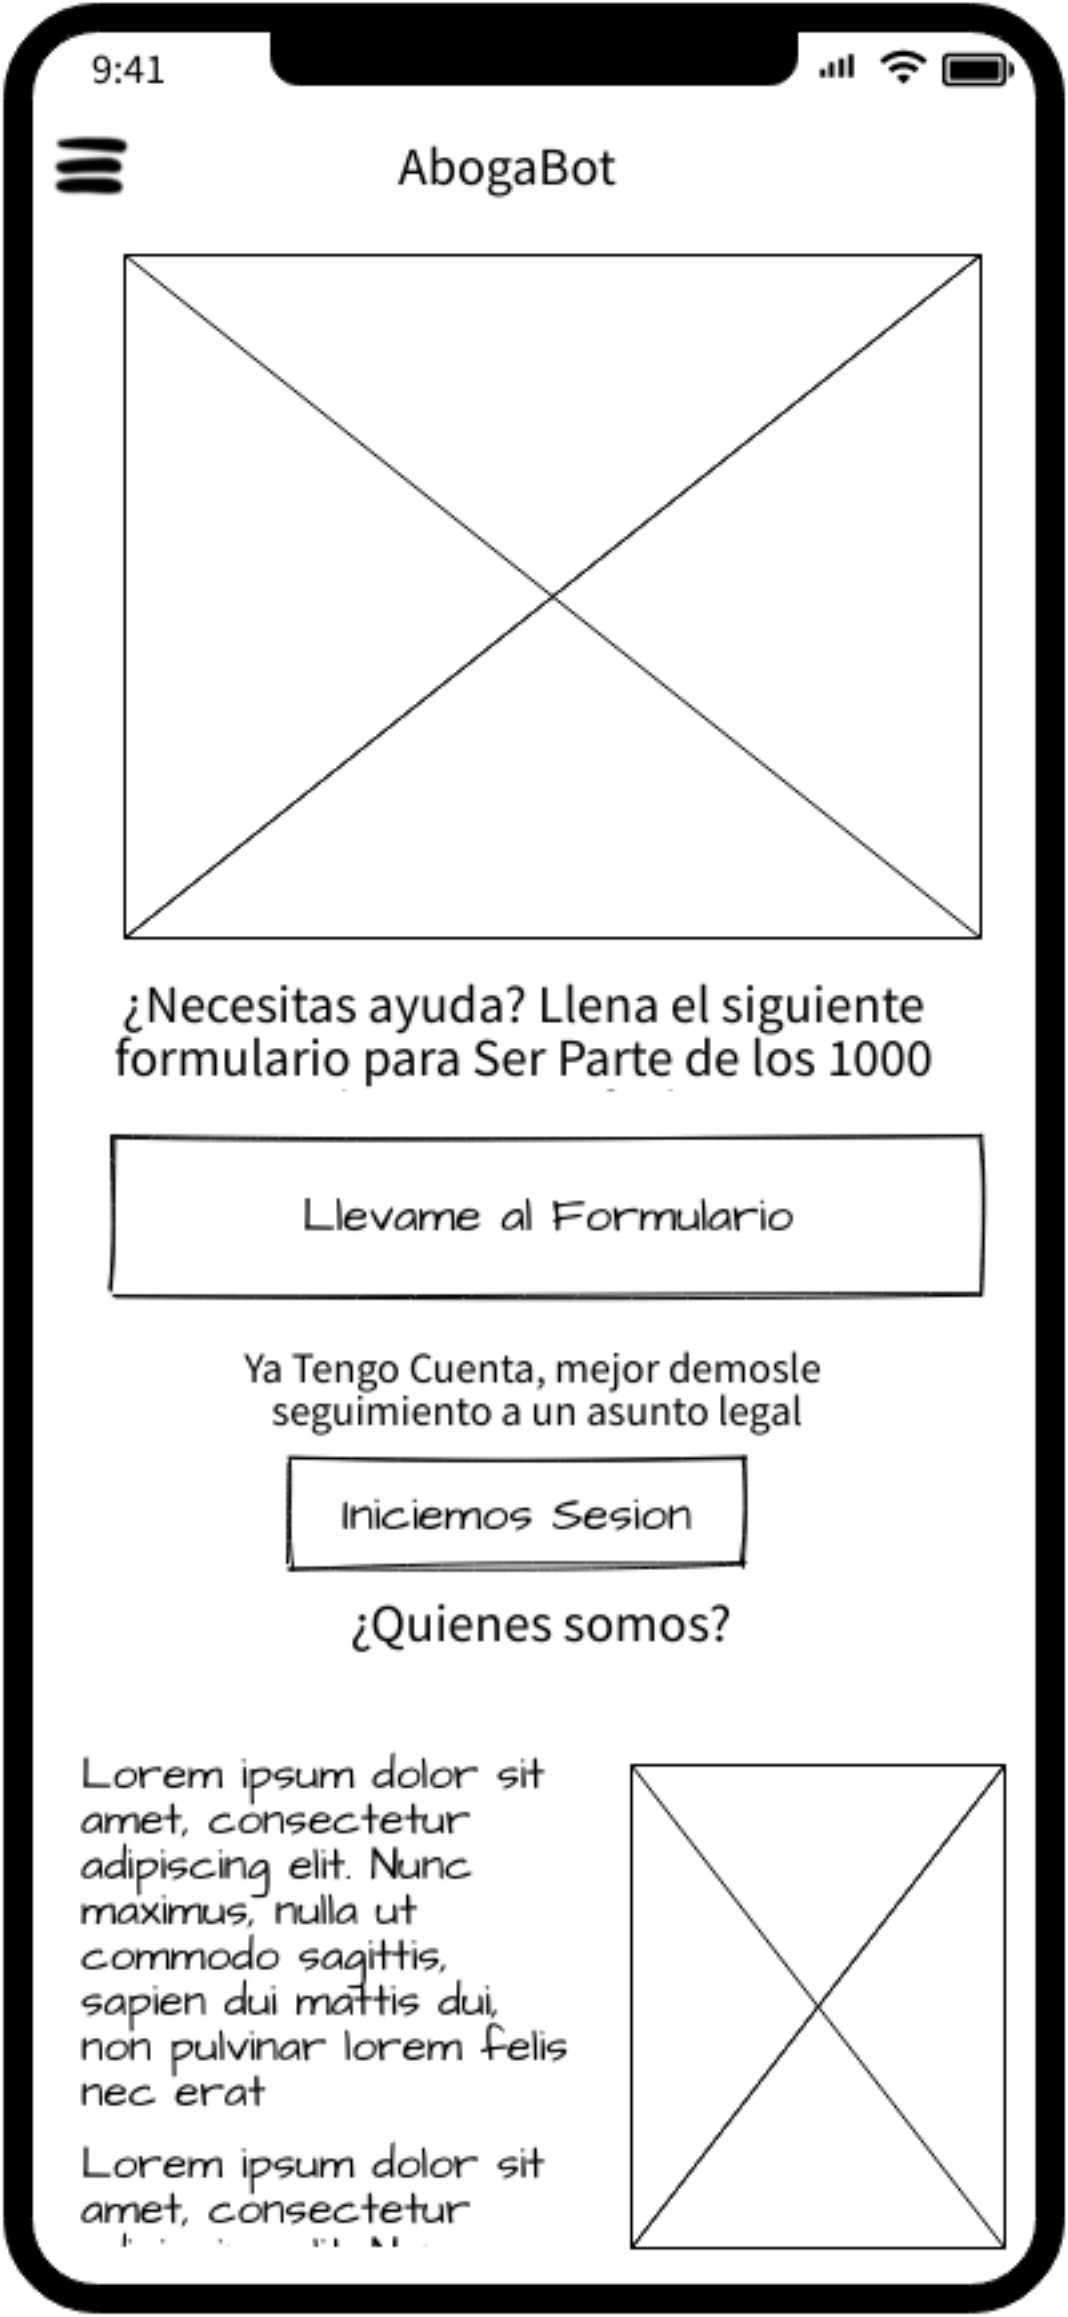 9:41
AbogaBot
¿Necesitas ayuda? Llena el siguiente
formulario para Ser Parte de los 1000
Llevame al Formulario
Ya Tengo Cuenta, mejor demosle
seguimiento a un asunto legal
Iniciemos Sesion
¿Quienes somos?
Lorem ipsum dolor sit
amet, consectetur
adipiscing elit. Nunc
maximus, nulla ut
commodo sagittis,
sapien dui mattis dui,
non pulvinar lorem felis
nec erat
Lorem ipsum dolor sit
amet, consectetur